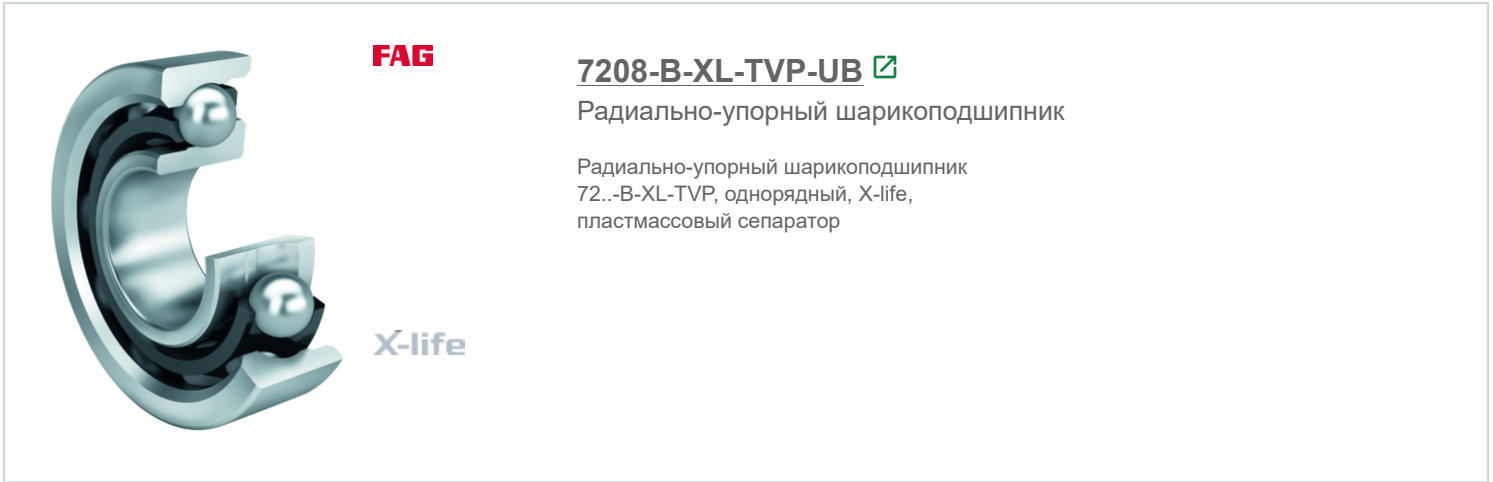 FAG
7208-B-XL-TVP-UB
Радиально-упорный шарикоподшипник
Радиально-упорный шарикоподшипник
72..-B-XL-TVP, однорядный, X-life,
пластмассовый сепаратор
X-life